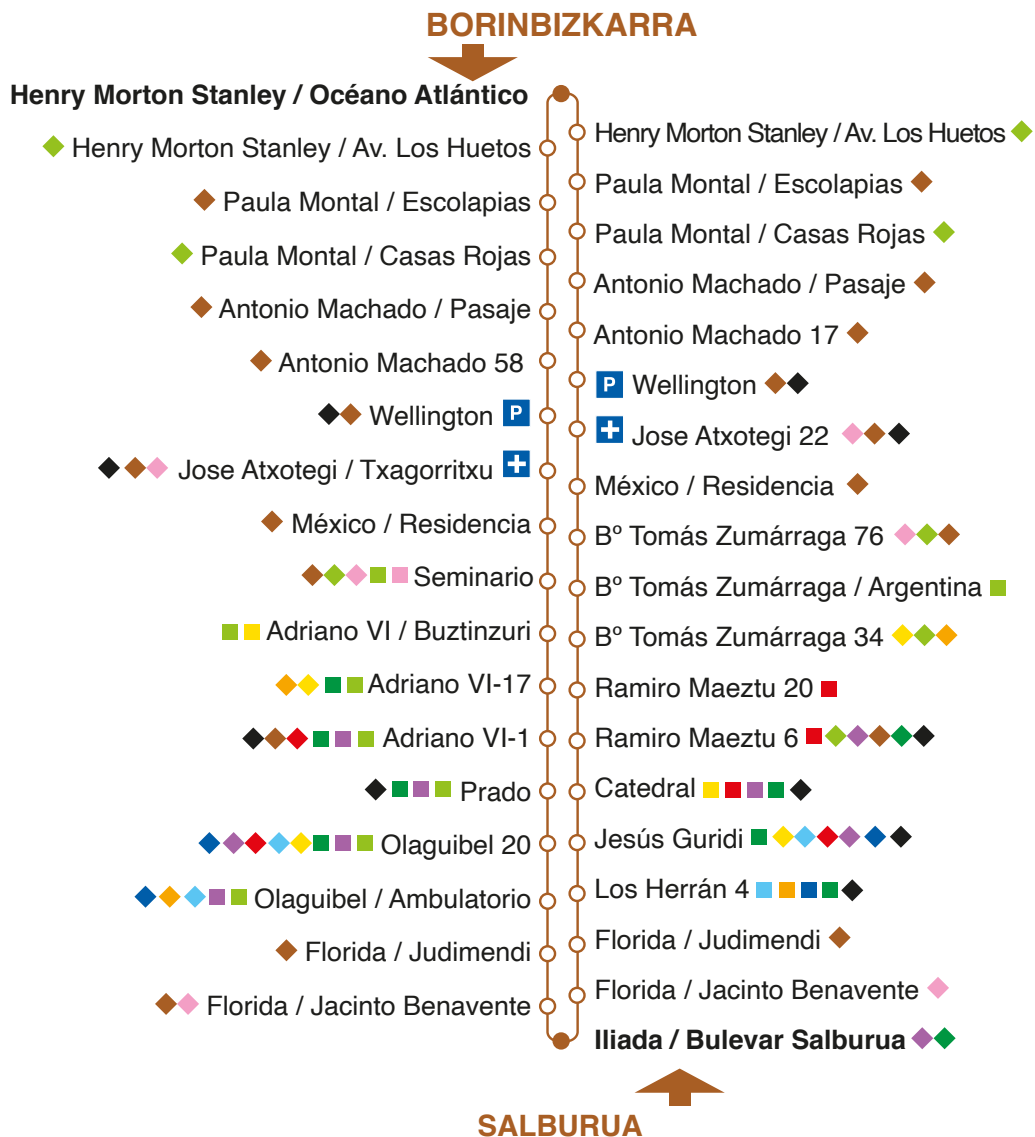 BORINBIZKARRA
Henry Morton Stanley / Océano Atlántico
Henry Morton Stanley / Av. Los Huetos
Paula Montal / Escolapias
Paula Montal / Casas Rojas
Antonio Machado / Pasaje
Antonio Machado 58
Wellington P
Jose Atxotegi / Txagorritxu
México / Residencia
Seminario
Adriano VI / Buztinzuri
Adriano VI-17
Adriano VI-1
Prado
Olaguibel 20
Olaguibel / Ambulatorio
Florida / Judimendi
Florida / Jacinto Benavente
Henry Morton Stanley / Av. Los Huetos
Paula Montal / Escolapias
Paula Montal / Casas Rojas
Antonio Machado / Pasaje
Antonio Machado 17
P Wellington
Jose Atxotegi 22
México / Residencia
Bº Tomás Zumárraga 76
Bº Tomás Zumárraga / Argentina
Bº Tomás Zumárraga 34
Ramiro Maeztu 20
Ramiro Maeztu 6
Catedral
Jesús Guridi
Los Herrán 4
Florida / Judimendi
Florida / Jacinto Benavente
Iliada / Bulevar Salburua
SALBURUA